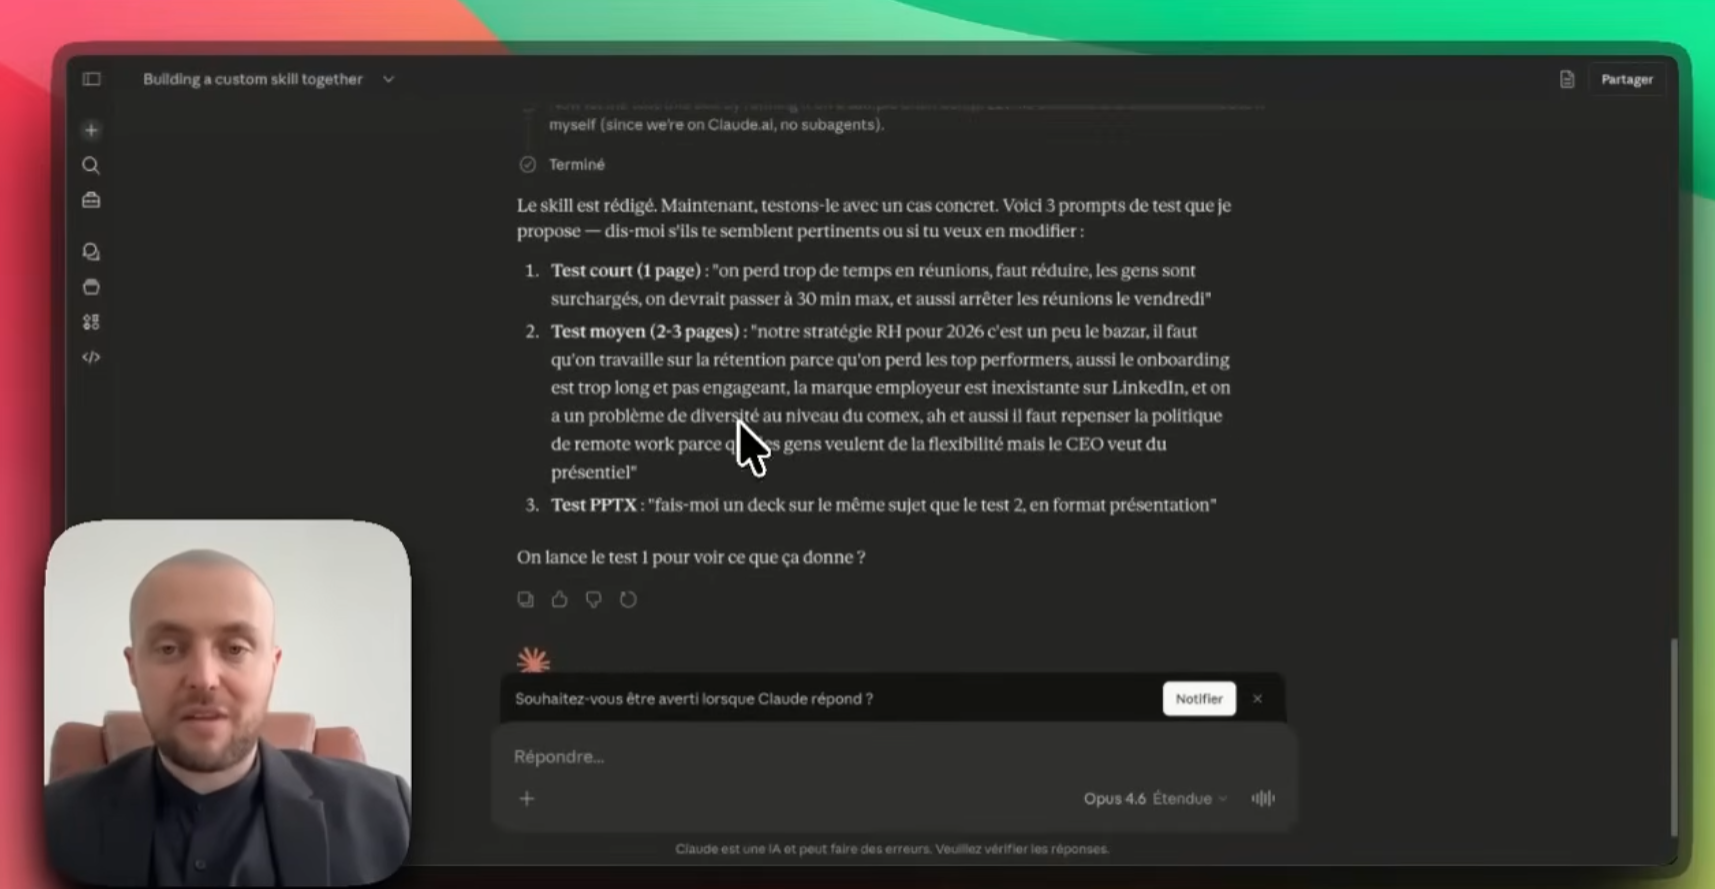 Building a custom skill together
Partager
myself (since we're on Claude.ai, no subagents).
Terminé
Le skill est rédigé. Maintenant, testons-le avec un cas concret. Voici 3 prompts de test que je
propose — dis-moi s'ils te semblent pertinents ou si tu veux en modifier :
1. Test court (1 page) : "on perd trop de temps en réunions, faut réduire, les gens sont
surchargés, on devrait passer à 30 min max, et aussi arrêter les réunions le vendredi"
2. Test moyen (2-3 pages) : "notre stratégie RH pour 2026 c'est un peu le bazar, il faut
qu'on travaille sur la rétention parce qu'on perd les top performers, aussi le onboarding
est trop long et pas engageant, la marque employeur est inexistante sur LinkedIn, et on
a un problème de diversité au niveau du comex, ah et aussi il faut repenser la politique
de remote work parce gens veulent de la flexibilité mais le CEO veut du
présentiel"
3. Test PPTX : "fais-moi un deck sur le même sujet que le test 2, en format présentation"
On lance le test 1 pour voir ce que ça donne ?
Souhaitez-vous être averti lorsque Claude répond ?
Notifier
Répondre...
Opus 4.6 Étendue
Claude est une IA et peut faire des erreurs. Veuillez vérifier les réponses.